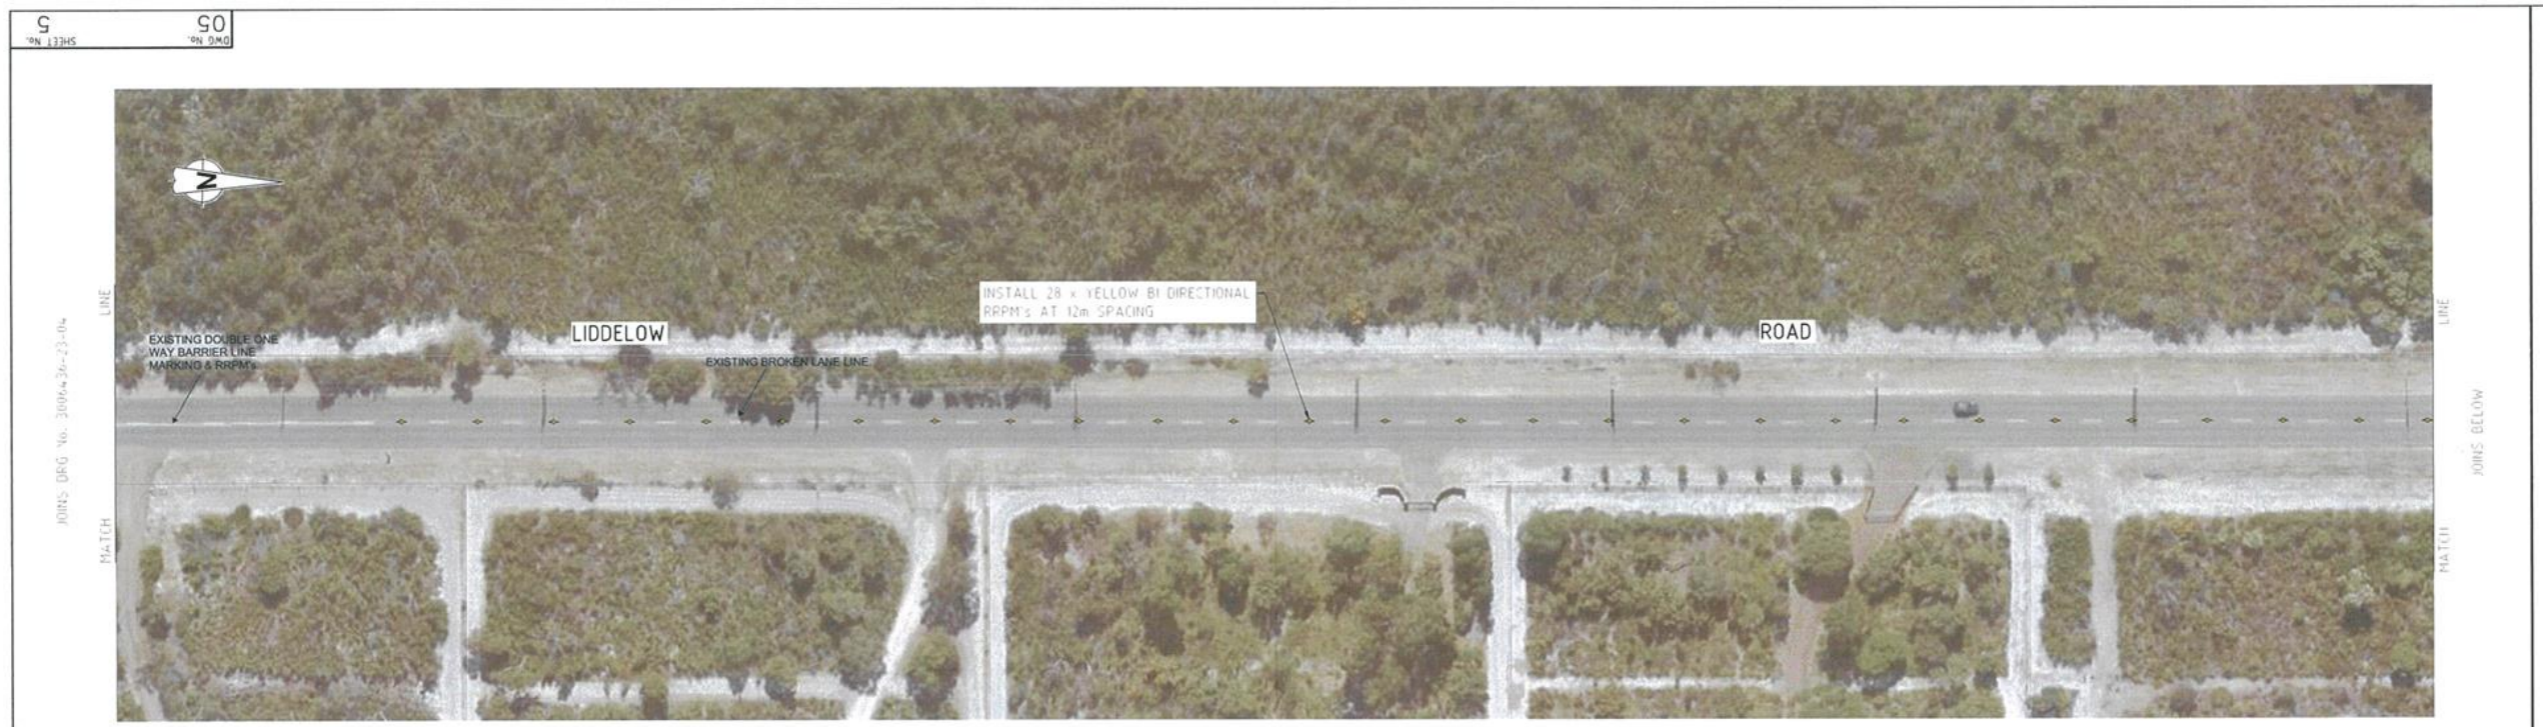 SHEET No.
5
DWG No.
05
N
LINE
MATCH
JOINS DRG No. 3006436-23-04
EXISTING DOUBLE ONE
WAY BARRIER LINE
MARKING & RRPM's
LIDDELOW
EXISTING BROKEN LANE LINE
INSTALL 28 x YELLOW BI DIRECTIONAL
RRPM's AT 12m SPACING
ROAD
LINE
MATCH
JOINS BELOW